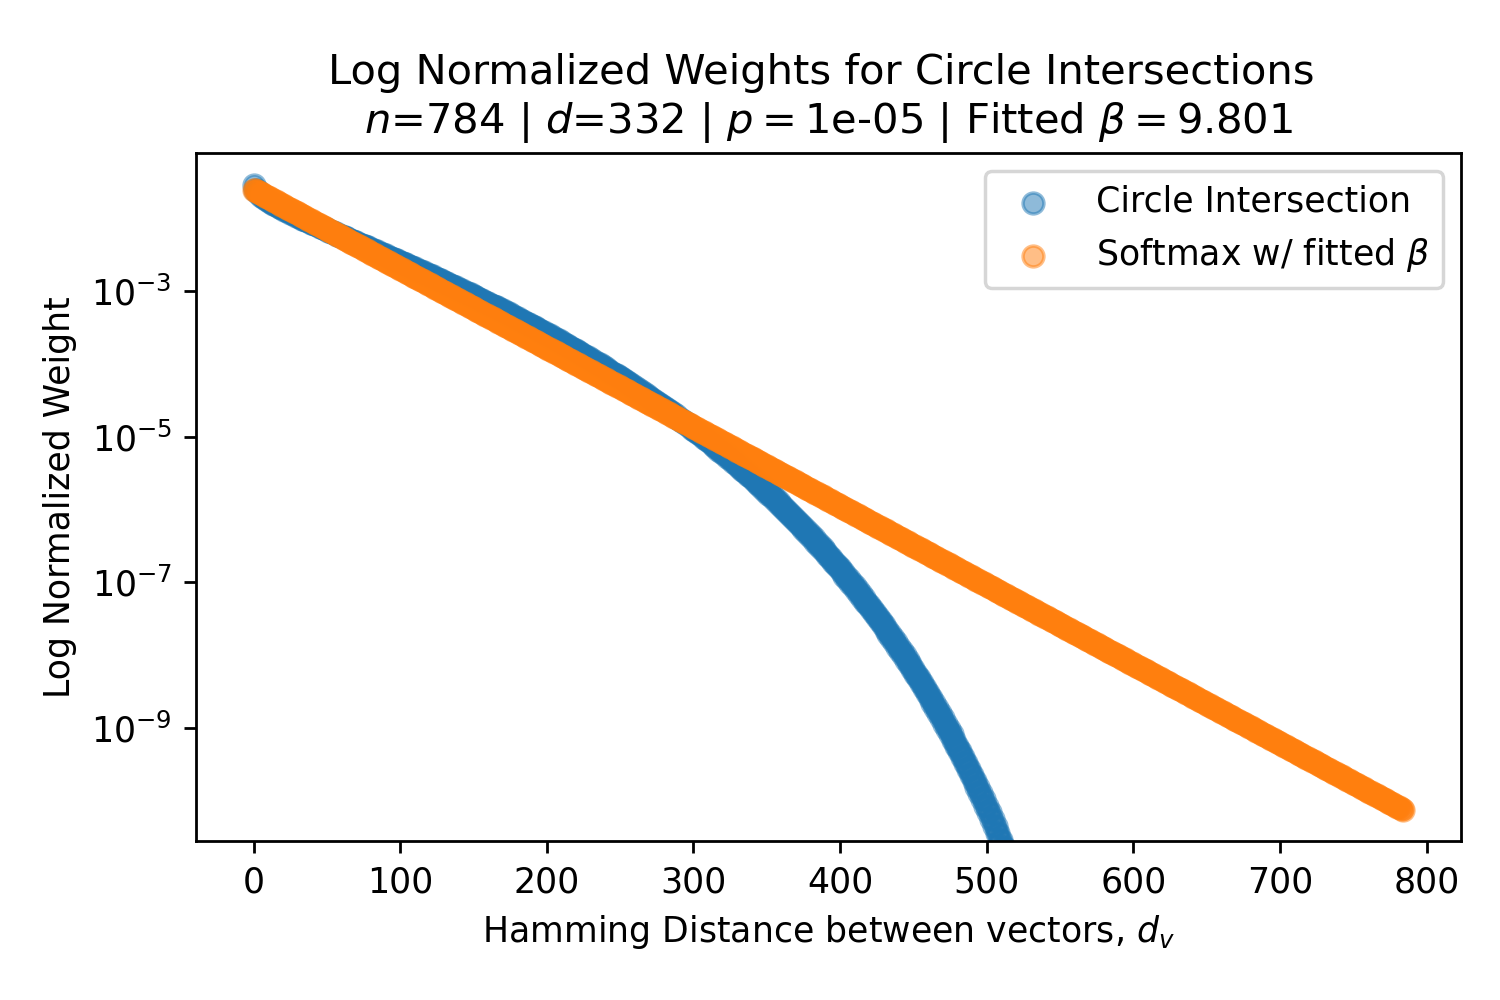 Log Normalized Weights for Circle Intersections
n=784 | d=332 | p = 1e-05 | Fitted β = 9.801
Circle Intersection
Softmax w/ fitted β
Log Normalized Weight
10⁻³
10⁻⁵
10⁻⁷
10⁻⁹
0 100 200 300 400 500 600 700 800
Hamming Distance between vectors, dᵥ